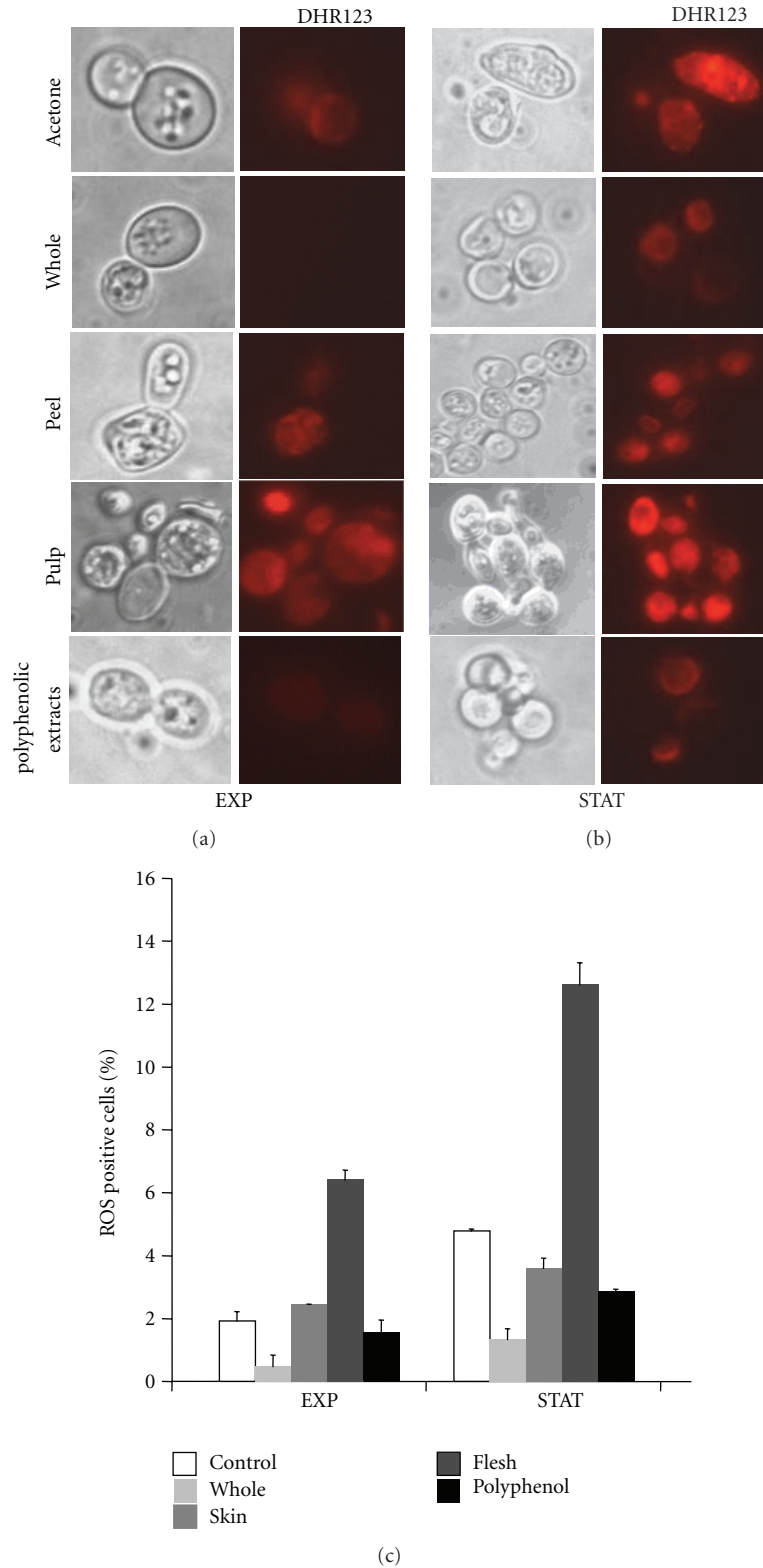 DHR123
DHR123
Acetone
Whole
Peel
Pulp
polyphenolic
extracts
EXP
STAT
(a)
(b)
16
14
12
10
8
6
4
2
0
ROS positive cells (%)
EXP
STAT
Control
Whole
Skin
Flesh
Polyphenol
(c)